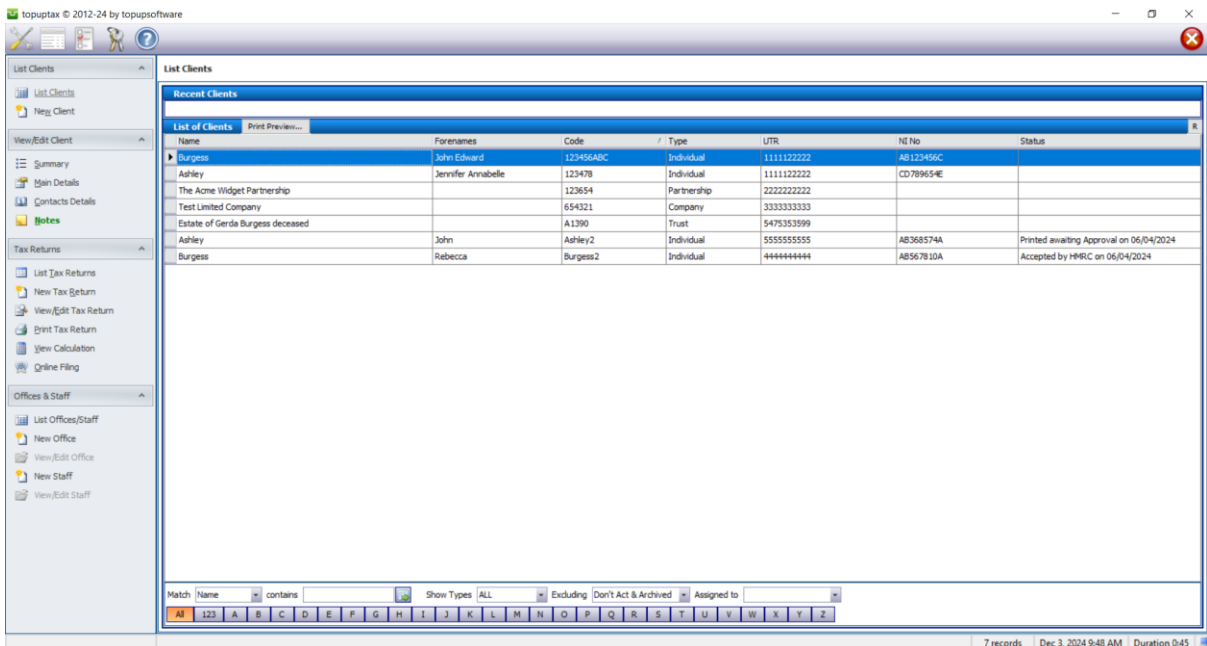 topuptax © 2012-24 by topupsoftware
List Clients
List Clients
New Client
View/Edit Client
Summary
Main Details
Contacts Details
Notes
Tax Returns
List Tax Returns
New Tax Return
View/Edit Tax Return
Print Tax Return
View Calculation
Online Filing
Offices & Staff
List Offices/Staff
New Office
View/Edit Office
New Staff
View/Edit Staff
List Clients
Recent Clients
List of Clients Print Preview... R
Name Forenames Code Type UTR NI No Status
Burgess John Edward 123456ABC Individual 1111122222 AB123456C
Ashley Jennifer Annabelle 123478 Individual 1111122222 CD789654E
The Acme Widget Partnership 123654 Partnership 2222222222
Test Limited Company 654321 Company 3333333333
Estate of Gerda Burgess deceased A1390 Trust 5475353599
Ashley John Ashley2 Individual 5555555555 AB368574A Printed awaiting Approval on 06/04/2024
Burgess Rebecca Burgess2 Individual 4444444444 AB567810A Accepted by HMRC on 06/04/2024
Match Name contains Show Types ALL Excluding Don't Act & Archived Assigned to
All 123 A B C D E F G H I J K L M N O P Q R S T U V W X Y Z
7 records Dec 3, 2024 9:48 AM Duration 0:45